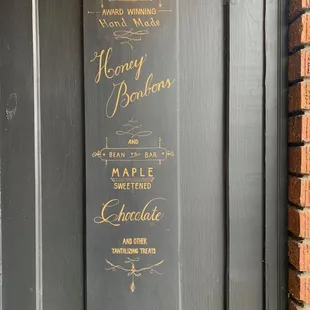 AWARD WINNING
Hand Made
Honey
Bonbons
AND
BEAN TO BAR
MAPLE
SWEETENED
Chocolate
AND OTHER
TANTALIZING TREATS